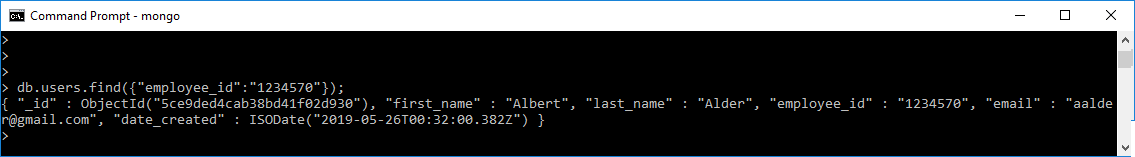 Command Prompt - mongo
>
>
>
> db.users.find({"employee_id":"1234570"});
{ "_id" : ObjectId("5ce9ded4cab38bd41f02d930"), "first_name" : "Albert", "last_name" : "Alder", "employee_id" : "1234570", "email" : "aalde
r@gmail.com", "date_created" : ISODate("2019-05-26T00:32:00.382Z") }
>